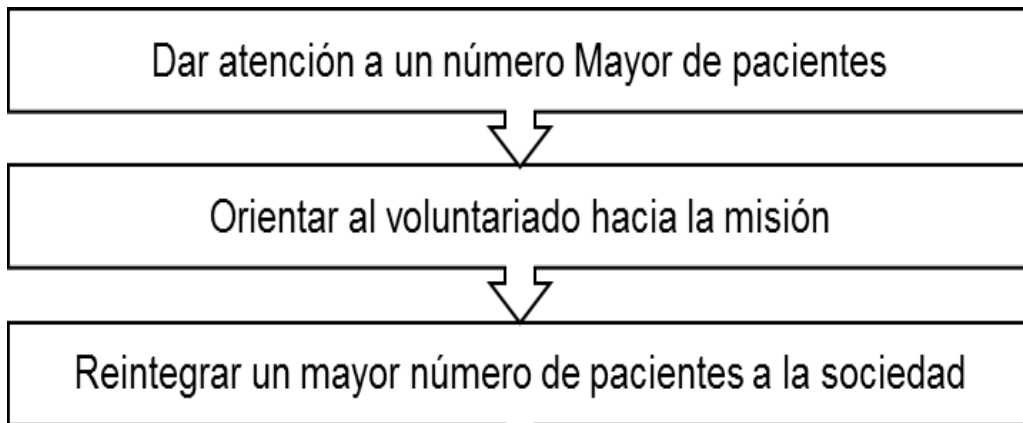 Dar atención a un número Mayor de pacientes
Orientar al voluntariado hacia la misión
Reintegrar un mayor número de pacientes a la sociedad